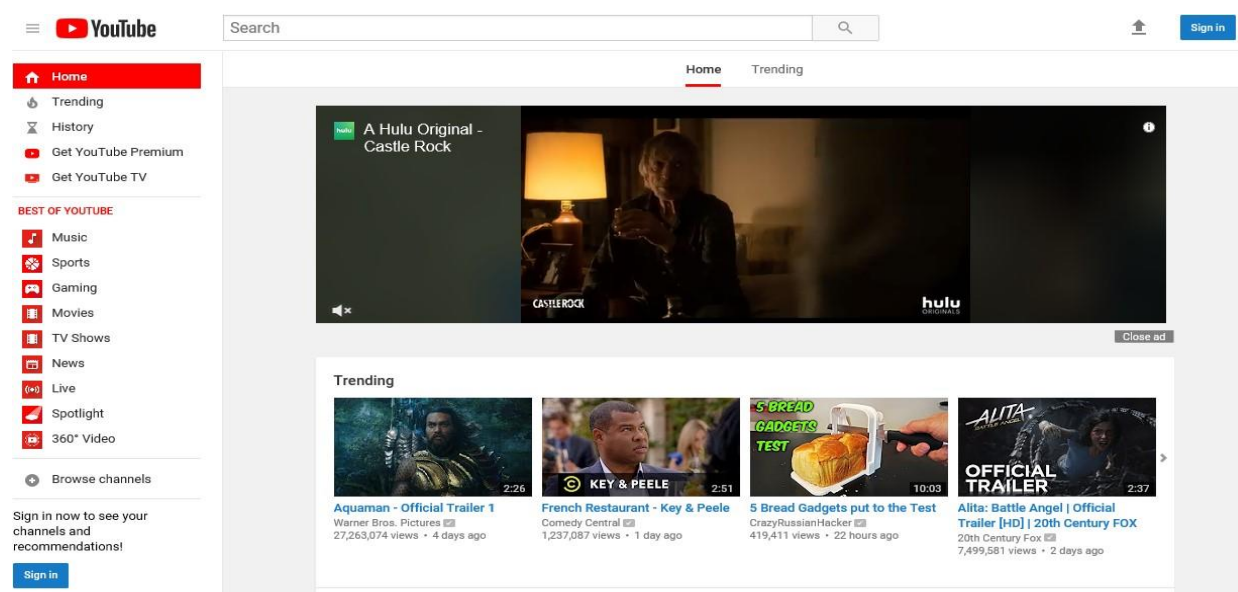 YouTube
Search
Sign in
Home
Trending
History
Get YouTube Premium
Get YouTube TV
BEST OF YOUTUBE
Music
Sports
Gaming
Movies
TV Shows
News
Live
Spotlight
360° Video
Browse channels
Sign in now to see your
channels and
recommendations!
Sign in
Home Trending
hulu
A Hulu Original -
Castle Rock
CASTLE ROCK
hulu
ORIGINALS
Close ad
Trending
2:26
Aquaman - Official Trailer 1
Warner Bros. Pictures
27,263,074 views • 4 days ago
KEY & PEELE
2:51
French Restaurant - Key & Peele
Comedy Central
1,237,087 views • 1 day ago
5 BREAD
GADGETS
TEST
10:03
5 Bread Gadgets put to the Test
CrazyRussianHacker
419,411 views • 22 hours ago
ALITA
BATTLE ANGEL
OFFICIAL
TRAILER
2:37
Alita: Battle Angel | Official
Trailer [HD] | 20th Century FOX
20th Century Fox
7,499,581 views • 2 days ago